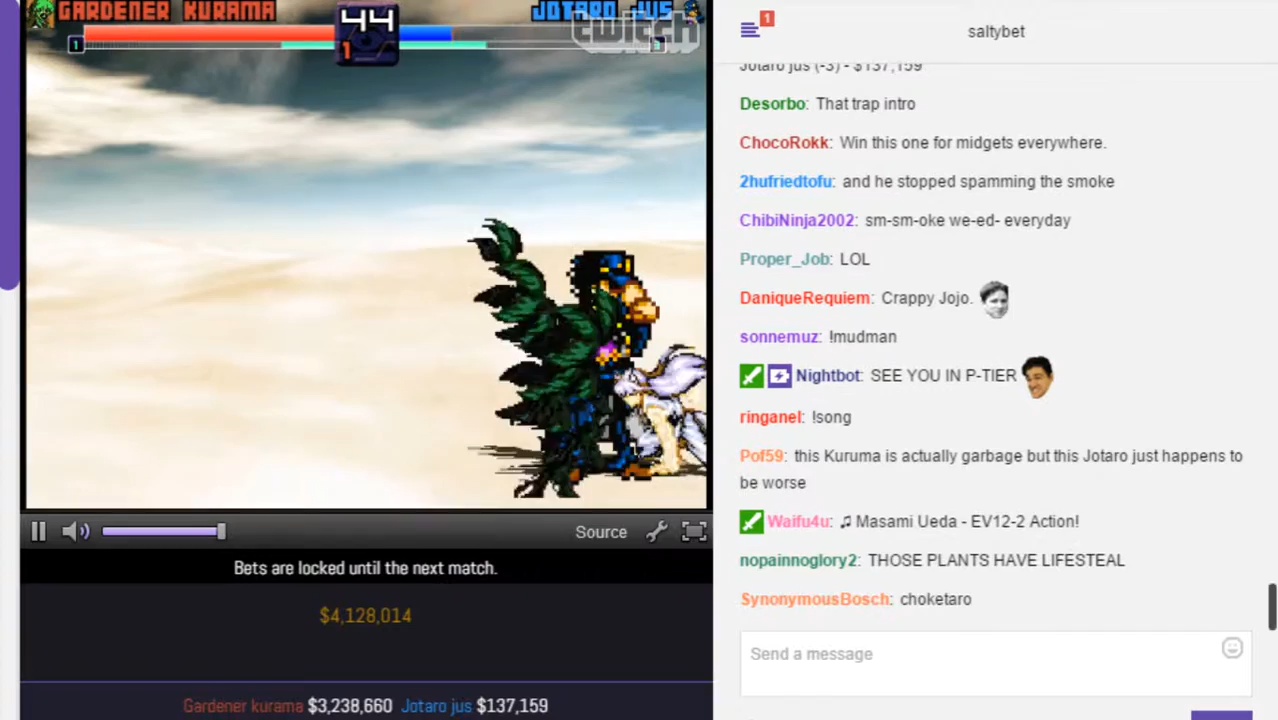 GARDENER KURAMA
44
JOTARO JUS
twitch
1
1
3
saltybet
1
Jotaro jus (-3) - $137,159
Desorbo: That trap intro
ChocoRokk: Win this one for midgets everywhere.
2hufriedtofu: and he stopped spamming the smoke
ChibiNinja2002: sm-sm-oke we-ed- everyday
Proper_Job: LOL
DaniqueRequiem: Crappy Jojo.
sonnemuz: !mudman
Nightbot: SEE YOU IN P-TIER
ringanel: !song
Pof59: this Kuruma is actually garbage but this Jotaro just happens to
be worse
Waifu4u: ♫ Masami Ueda - EV12-2 Action!
nopainnoglory2: THOSE PLANTS HAVE LIFESTEAL
SynonymousBosch: choketaro
Send a message
Source
Bets are locked until the next match.
$4,128,014
Gardener kurama $3,238,660 Jotaro jus $137,159